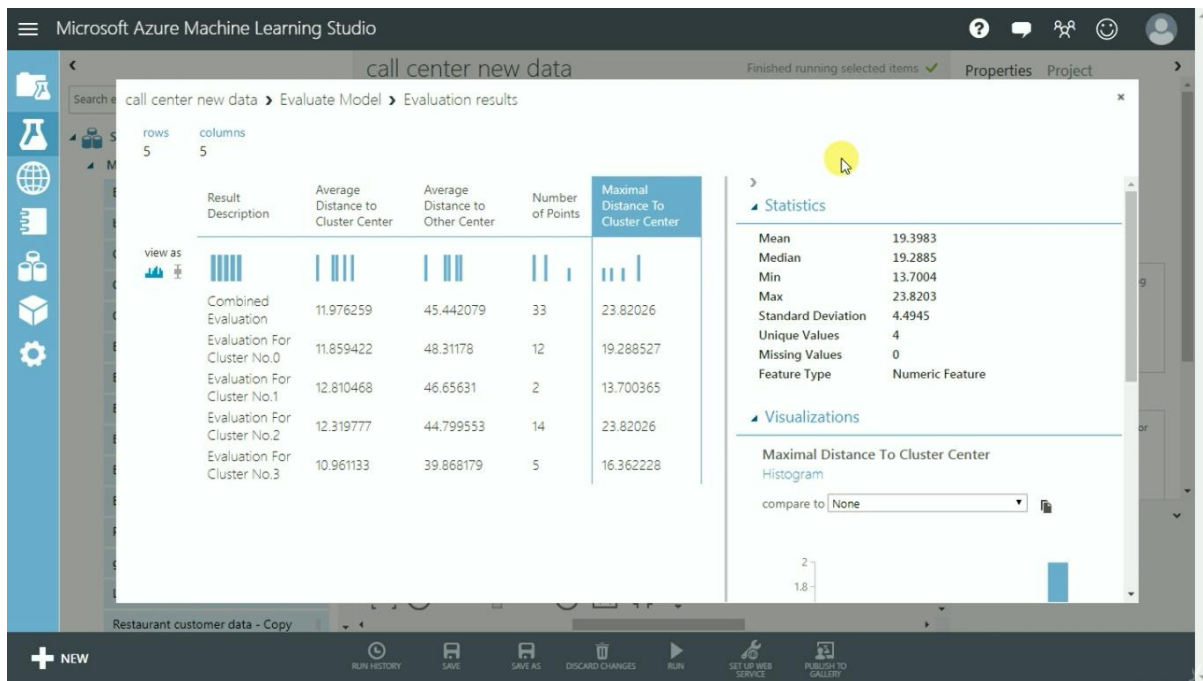 Microsoft Azure Machine Learning Studio
call center new data
Finished running selected items
Properties Project
Search e
call center new data > Evaluate Model > Evaluation results
rows columns
5 5
Result Description
Average Distance to Cluster Center
Average Distance to Other Center
Number of Points
Maximal Distance To Cluster Center
view as
Combined Evaluation 11.976259 45.442079 33 23.82026
Evaluation For Cluster No.0 11.859422 48.31178 12 19.288527
Evaluation For Cluster No.1 12.810468 46.65631 2 13.700365
Evaluation For Cluster No.2 12.319777 44.799553 14 23.82026
Evaluation For Cluster No.3 10.961133 39.868179 5 16.362228
Statistics
Mean 19.3983
Median 19.2885
Min 13.7004
Max 23.8203
Standard Deviation 4.4945
Unique Values 4
Missing Values 0
Feature Type Numeric Feature
Visualizations
Maximal Distance To Cluster Center
Histogram
compare to None
2
1.8
Restaurant customer data - Copy
NEW
RUN HISTORY
SAVE
SAVE AS
DISCARD CHANGES
RUN
SET UP WEB SERVICE
PUBLISH TO GALLERY